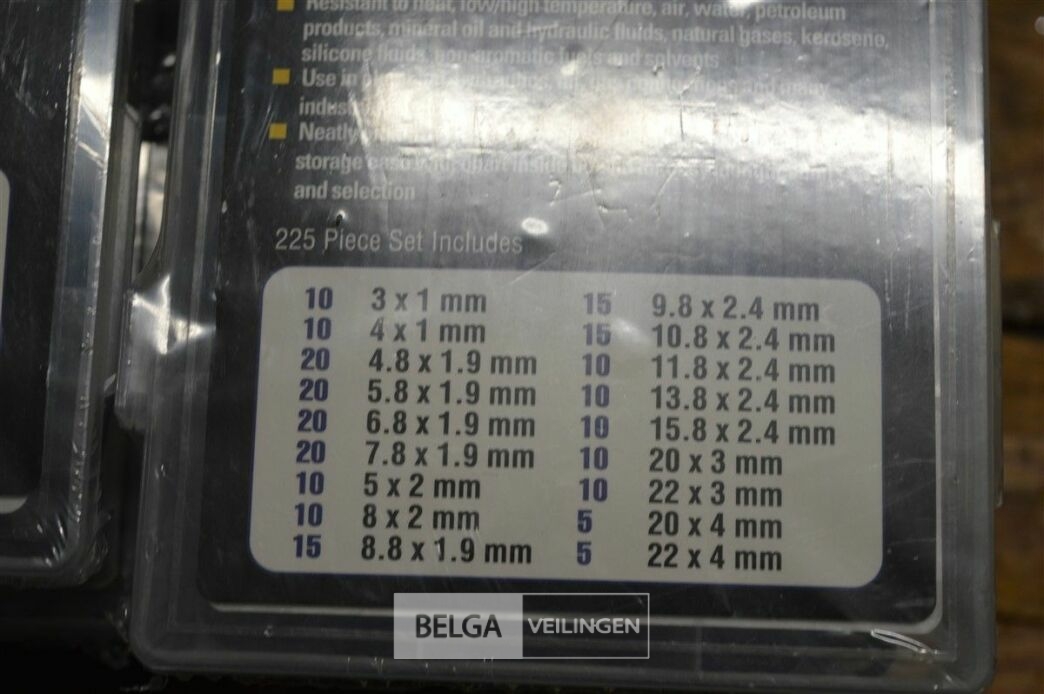 Resistant to heat, low/high temperature, air, water, petroleum
products, mineral oil and hydraulic fluids, natural gases, kerosene,
silicone fluids, non-aromatic fuels and solvents
Use in and many
Neatly
storage
and selection
225 Piece Set Includes
10 3 x 1 mm
10 4 x 1 mm
20 4.8 x 1.9 mm
20 5.8 x 1.9 mm
20 6.8 x 1.9 mm
20 7.8 x 1.9 mm
10 5 x 2 mm
10 8 x 2 mm
15 8.8 x 1.9 mm
15 9.8 x 2.4 mm
15 10.8 x 2.4 mm
10 11.8 x 2.4 mm
10 13.8 x 2.4 mm
10 15.8 x 2.4 mm
10 20 x 3 mm
10 22 x 3 mm
5 20 x 4 mm
5 22 x 4 mm
BELGA VEILINGEN